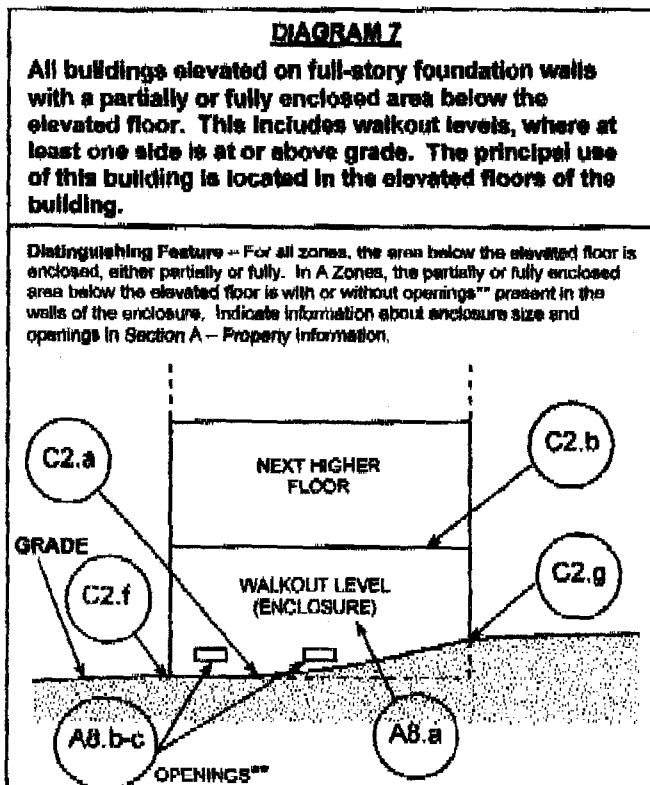 DIAGRAM 7
All buildings elevated on full-story foundation walls
with a partially or fully enclosed area below the
elevated floor. This includes walkout levels, where at
least one side is at or above grade. The principal use
of this building is located in the elevated floors of the
building.
Distinguishing Feature – For all zones, the area below the elevated floor is
enclosed, either partially or fully. In A Zones, the partially or fully enclosed
area below the elevated floor is with or without openings** present in the
walls of the enclosure. Indicate information about enclosure size and
openings in Section A – Property Information.
C2.a
NEXT HIGHER
FLOOR
C2.b
GRADE
C2.f
WALKOUT LEVEL
(ENCLOSURE)
C2.g
A8.b-c
A8.a
OPENINGS**